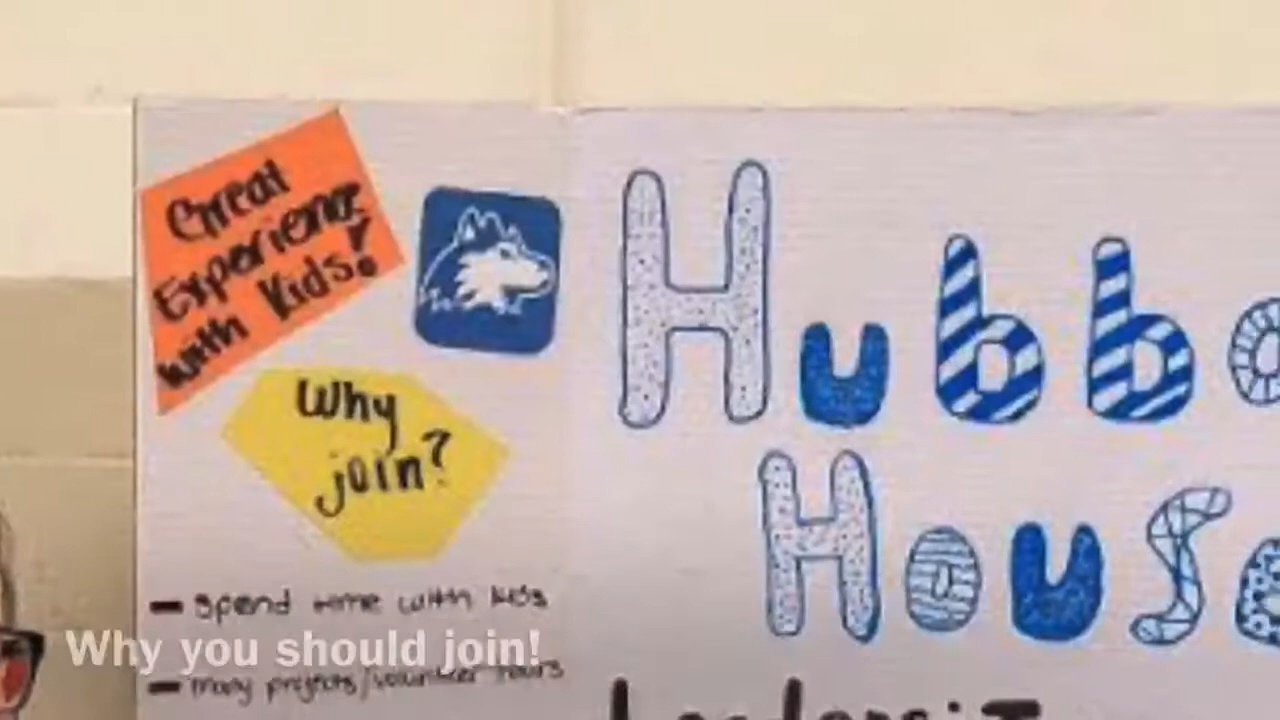 Great
Experience
with Kids!
Why
join?
- Spend time with kids
- many projects/volunteer hours
Hubb
House
Leaders:
Why you should join!